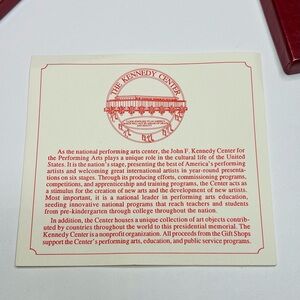 THE KENNEDY CENTER
As the national performing arts center, the John F. Kennedy Center for
the Performing Arts plays a unique role in the cultural life of the United
States. It is the nation's stage, presenting the best of America's performing
artists and welcoming great international artists in year-round presenta-
tions on six stages. Through its producing efforts, commissioning programs,
competitions, and apprenticeship and training programs, the Center acts as
a stimulus for the creation of new arts and the development of new artists.
Most important, it is a national leader in performing arts education,
seeding innovative national programs that reach teachers and students
from pre-kindergarten through college throughout the nation.
In addition, the Center houses a unique collection of art objects contrib-
uted by countries throughout the world to this presidential memorial. The
Kennedy Center is a nonprofit organization. All proceeds from the Gift Shops
support the Center's performing arts, education, and public service programs.